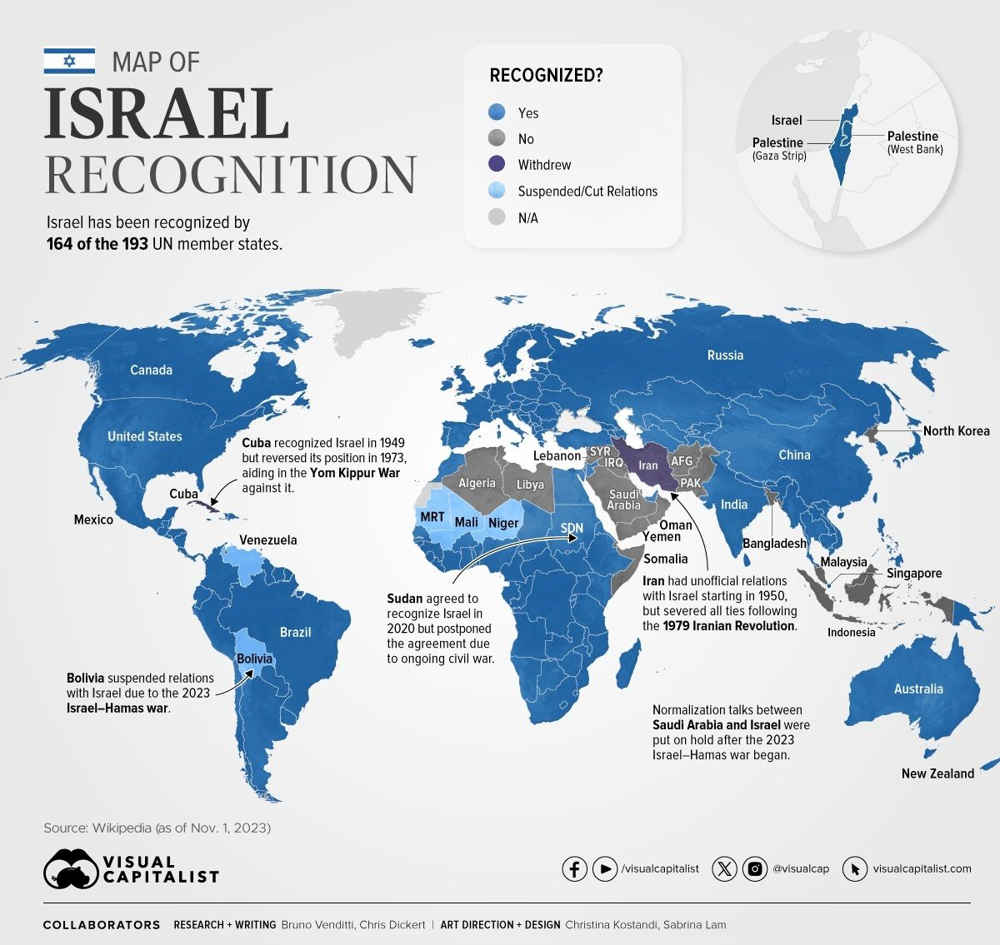 MAP OF
ISRAEL
RECOGNITION
Israel has been recognized by
164 of the 193 UN member states.
RECOGNIZED?
Yes
No
Withdrew
Suspended/Cut Relations
N/A
Israel
Palestine
(Gaza Strip)
Palestine
(West Bank)
Canada
Russia
United States
North Korea
China
Cuba recognized Israel in 1949
but reversed its position in 1973,
aiding in the Yom Kippur War
against it.
Lebanon
SYR
IRQ
Iran
AFG
PAK
Algeria
Libya
Saudi
Arabia
India
Cuba
Mexico
MRT
Mali
Niger
SDN
Oman
Yemen
Bangladesh
Venezuela
Somalia
Malaysia
Singapore
Iran had unofficial relations
with Israel starting in 1950,
but severed all ties following
the 1979 Iranian Revolution.
Sudan agreed to
recognize Israel in
2020 but postponed
the agreement due
to ongoing civil war.
Brazil
Indonesia
Bolivia
Bolivia suspended relations
with Israel due to the 2023
Israel–Hamas war.
Australia
Normalization talks between
Saudi Arabia and Israel were
put on hold after the 2023
Israel–Hamas war began.
New Zealand
Source: Wikipedia (as of Nov. 1, 2023)
VISUAL
CAPITALIST
/visualcapitalist
@visualcap
visualcapitalist.com
COLLABORATORS RESEARCH + WRITING Bruno Venditti, Chris Dickert | ART DIRECTION + DESIGN Christina Kostandi, Sabrina Lam